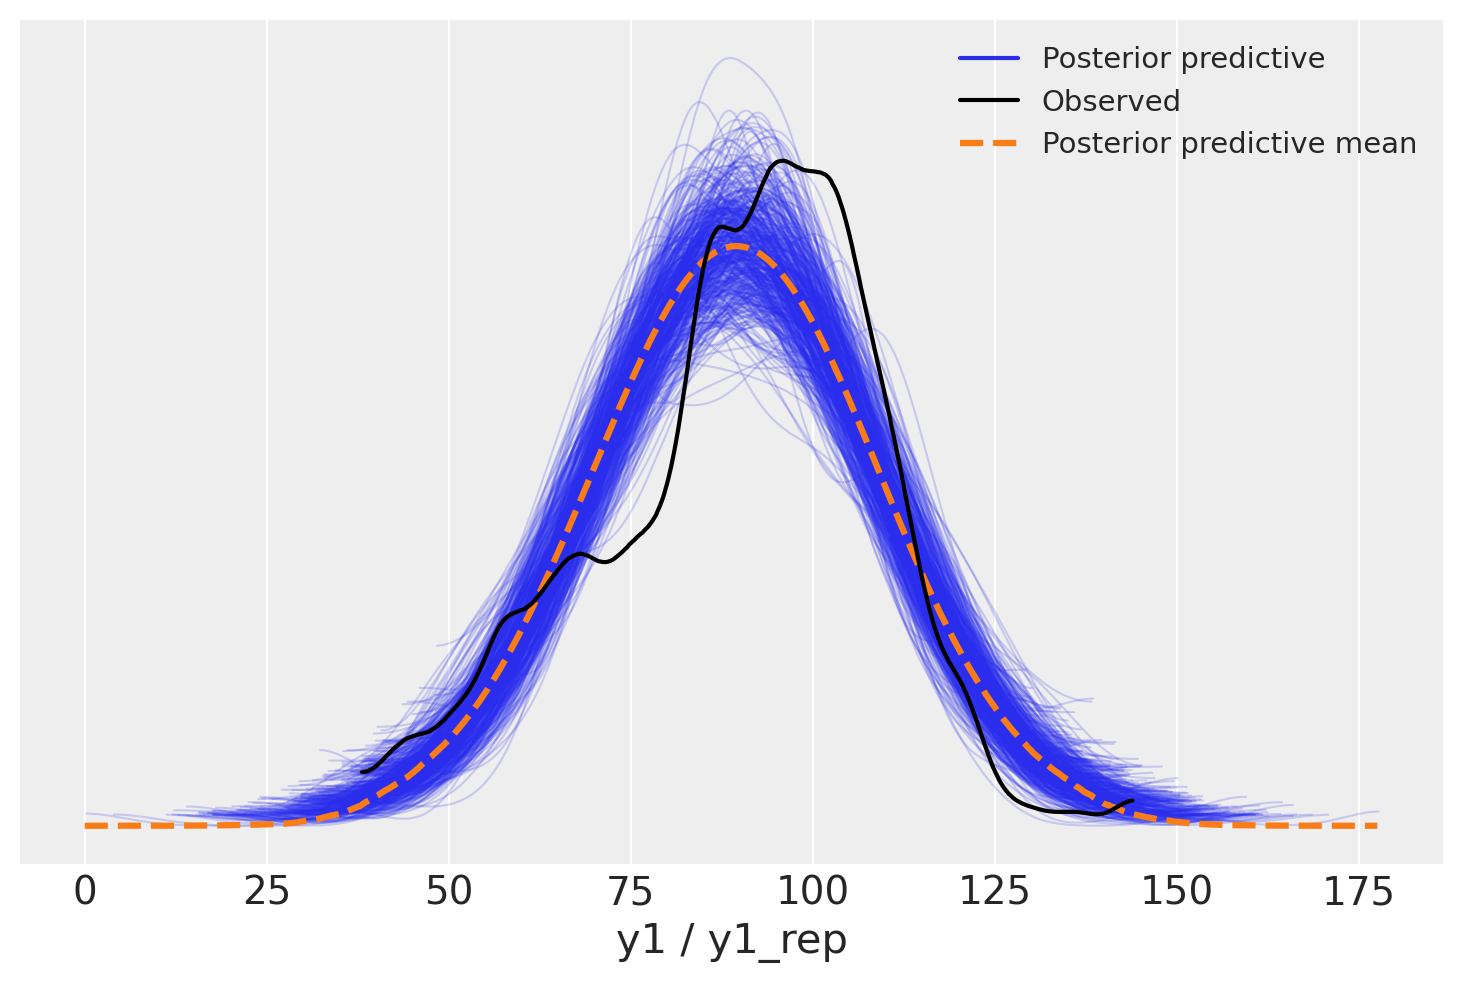 Posterior predictive
Observed
Posterior predictive mean
0 25 50 75 100 125 150 175
y1 / y1_rep